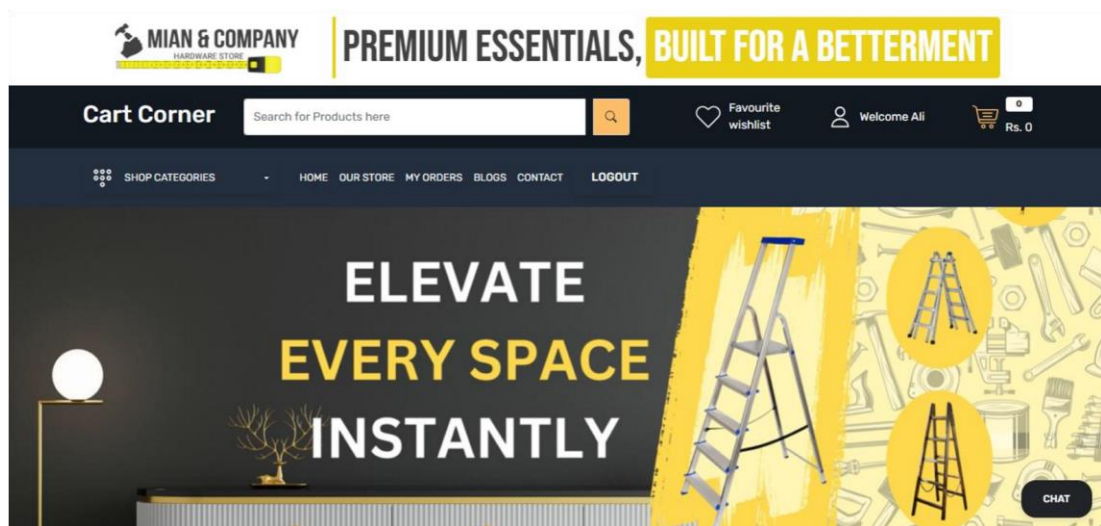 MIAN & COMPANY
HARDWARE STORE
PREMIUM ESSENTIALS, BUILT FOR A BETTERMENT
Cart Corner
Search for Products here
Favourite
wishlist
Welcome Ali
0
Rs. 0
SHOP CATEGORIES
HOME OUR STORE MY ORDERS BLOGS CONTACT LOGOUT
ELEVATE
EVERY SPACE
INSTANTLY
CHAT